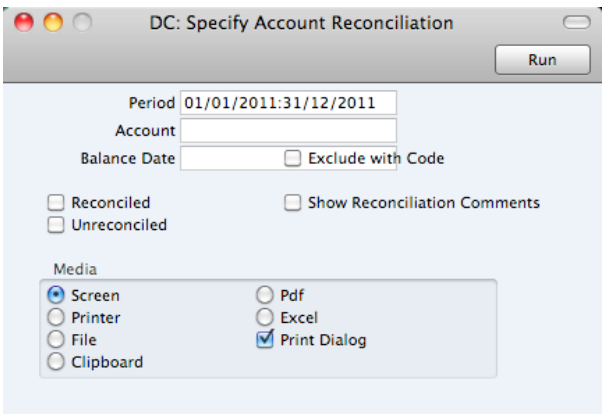 DC: Specify Account Reconciliation
Run
Period 01/01/2011:31/12/2011
Account
Balance Date Exclude with Code
Reconciled Show Reconciliation Comments
Unreconciled
Media
Screen Pdf
Printer Excel
File Print Dialog
Clipboard